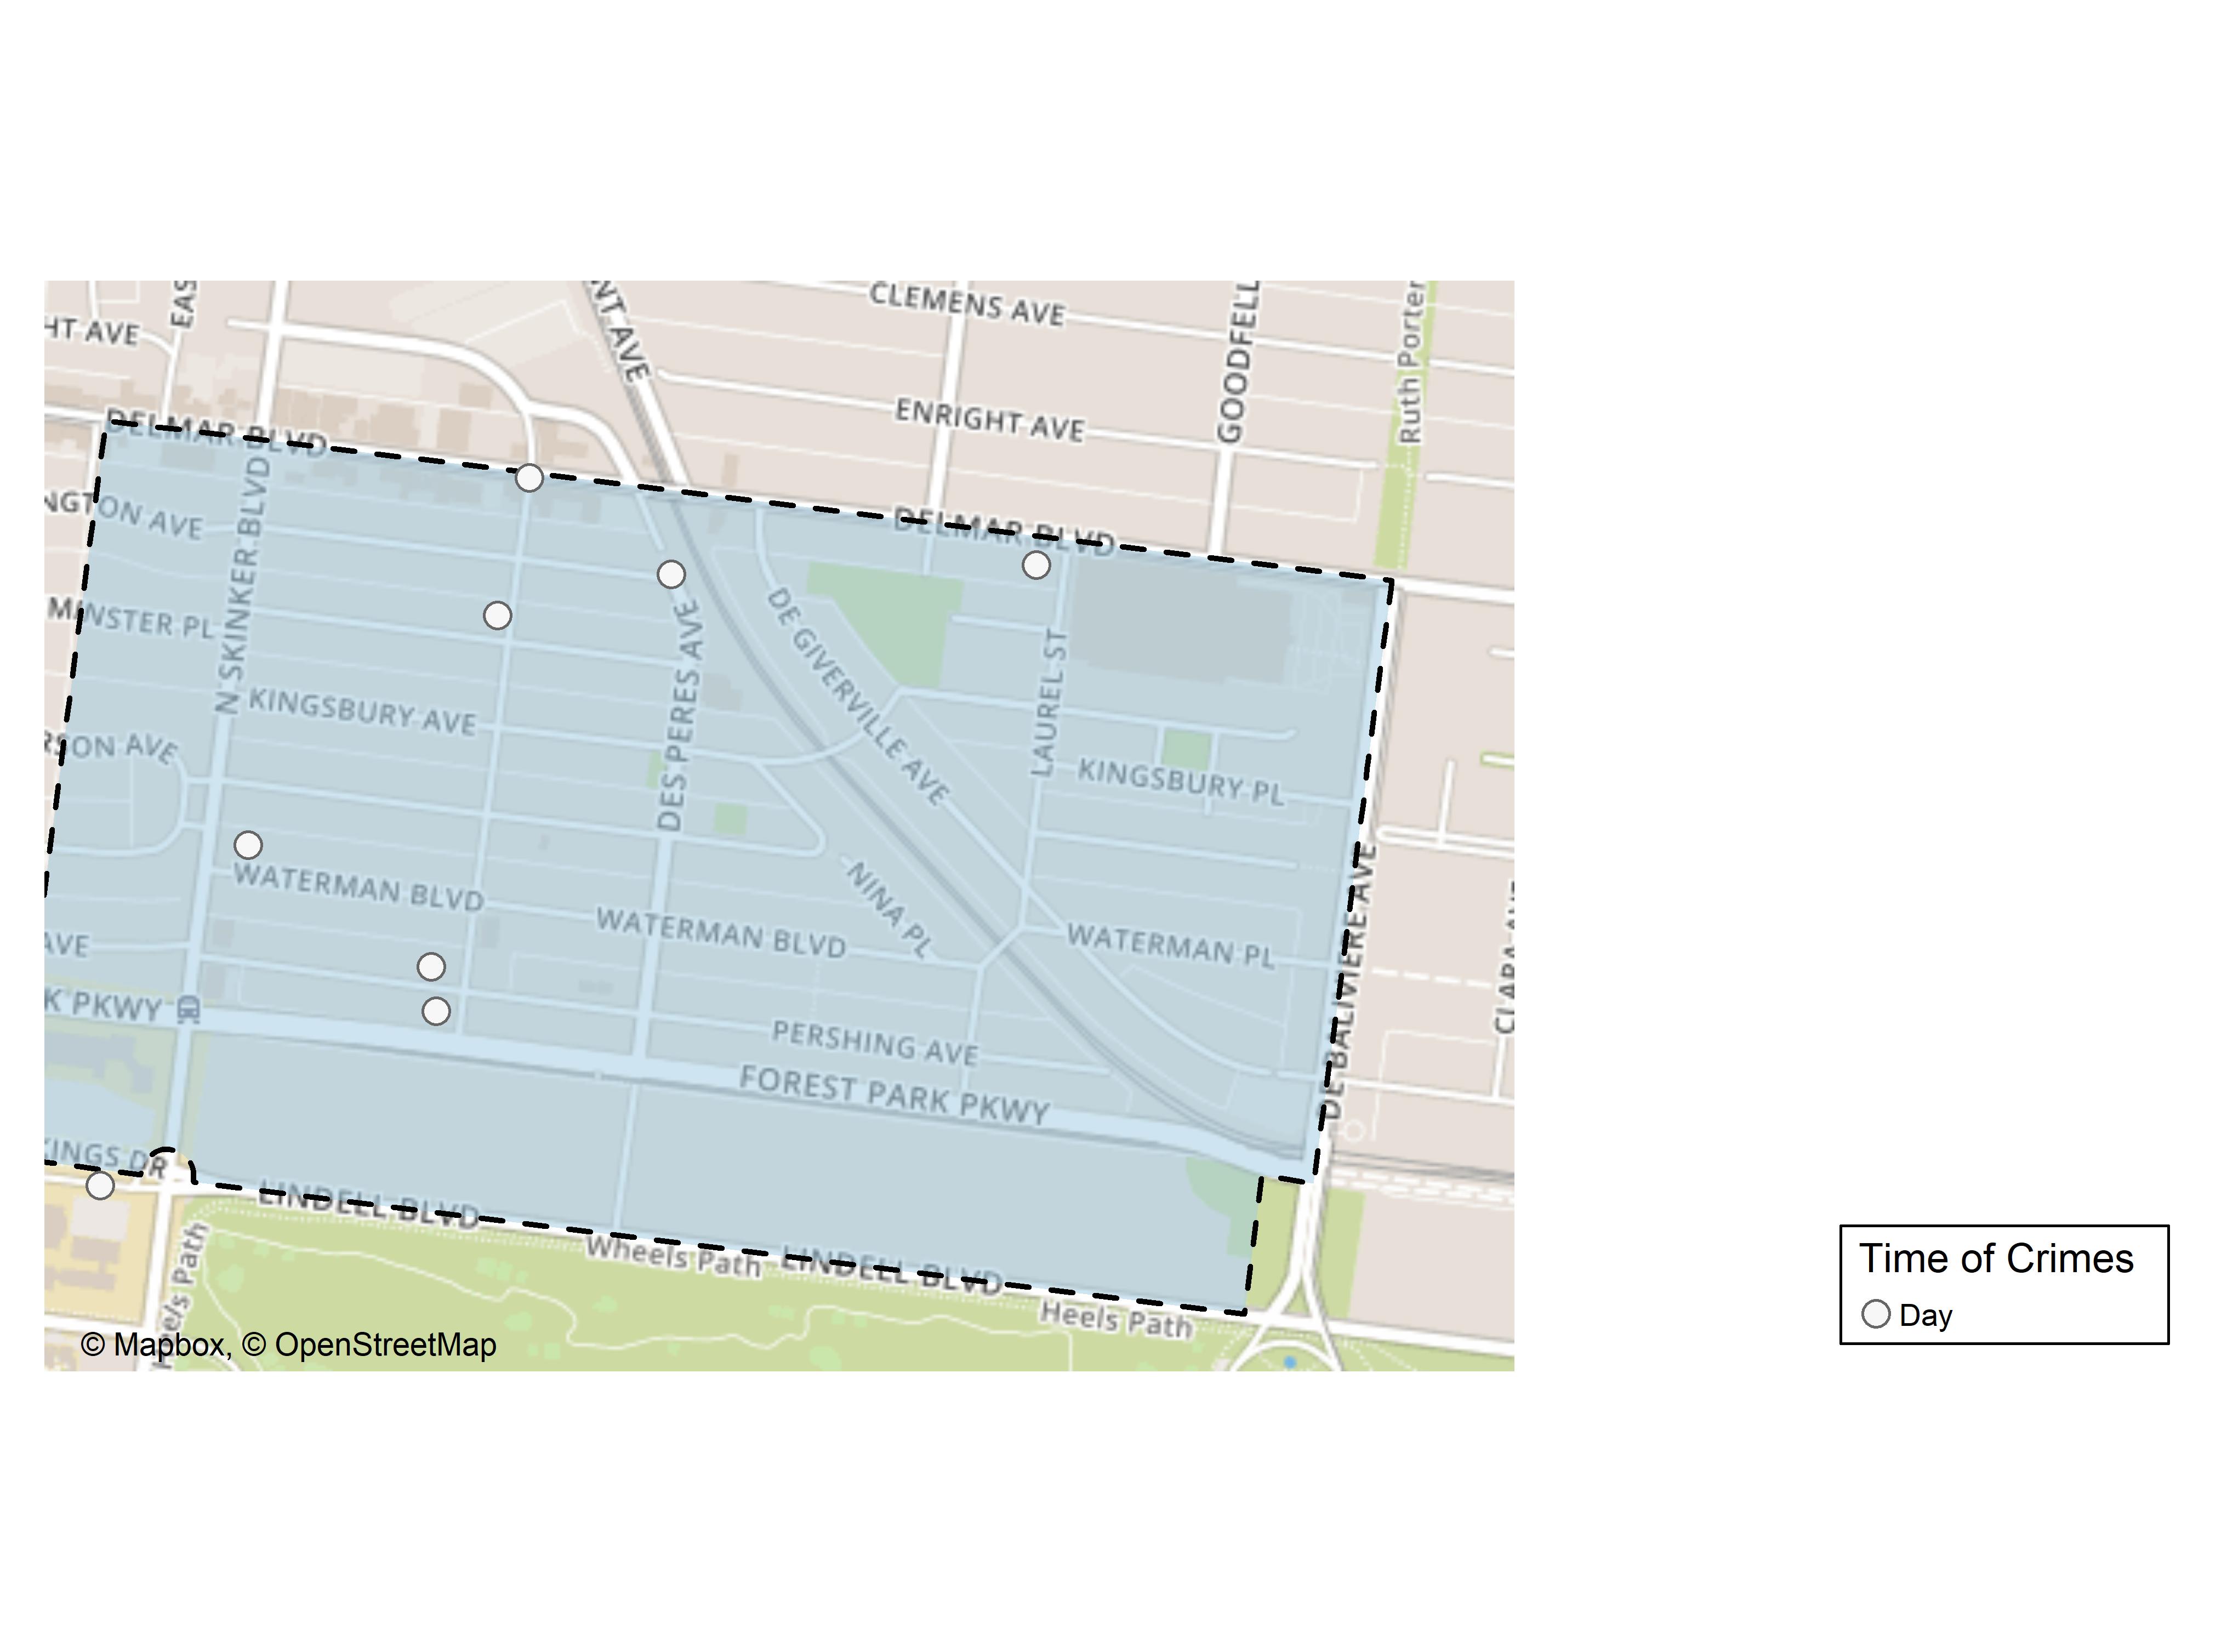 CLEMENS AVE
NT AVE
EAS
HT AVE
GOODFELL
Ruth Porter
ENRIGHT AVE
DELMAR BLVD
NGTON AVE
DELMAR BLVD
N SKINKER BLVD
MINSTER PL
DES PERES AVE
DE GIVERVILLE AVE
LAUREL ST
KINGSBURY AVE
RSON AVE
KINGSBURY PL
WATERMAN BLVD
NINA PL
WATERMAN BLVD
WATERMAN PL
DE BALIVIERE AVE
CLARA AVE
AVE
K PKWY
PERSHING AVE
FOREST PARK PKWY
KINGS DR
LINDELL BLVD
Wheels Path
LINDELL BLVD
Heels Path
heels Path
© Mapbox, © OpenStreetMap
Time of Crimes
Day